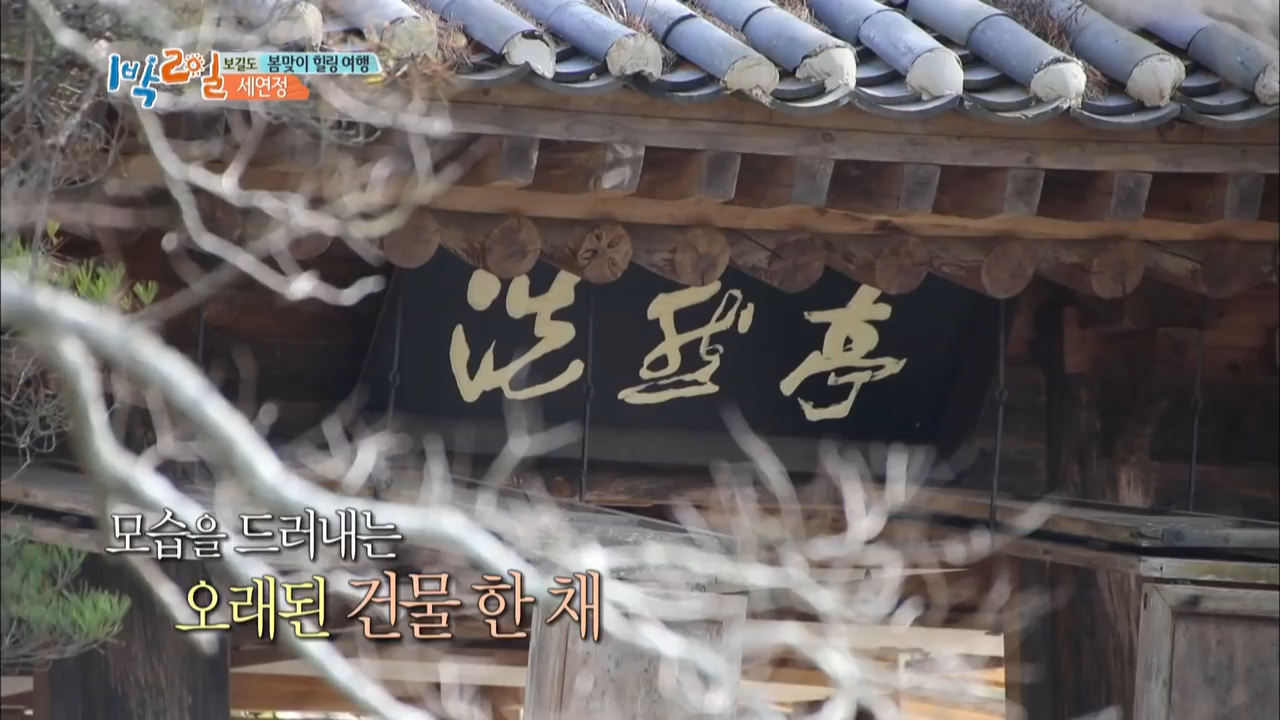 1박2일 보길도 봄맞이 힐링 여행
세연정
洗然亭
모습을 드러내는
오래된 건물 한 채